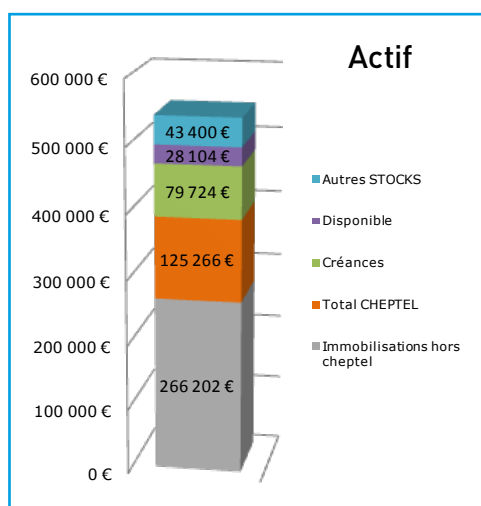 Actif
600 000 €
500 000 €
400 000 €
300 000 €
200 000 €
100 000 €
0 €
43 400 €
28 104 €
79 724 €
125 266 €
266 202 €
Autres STOCKS
Disponible
Créances
Total CHEPTEL
Immobilisations hors
cheptel